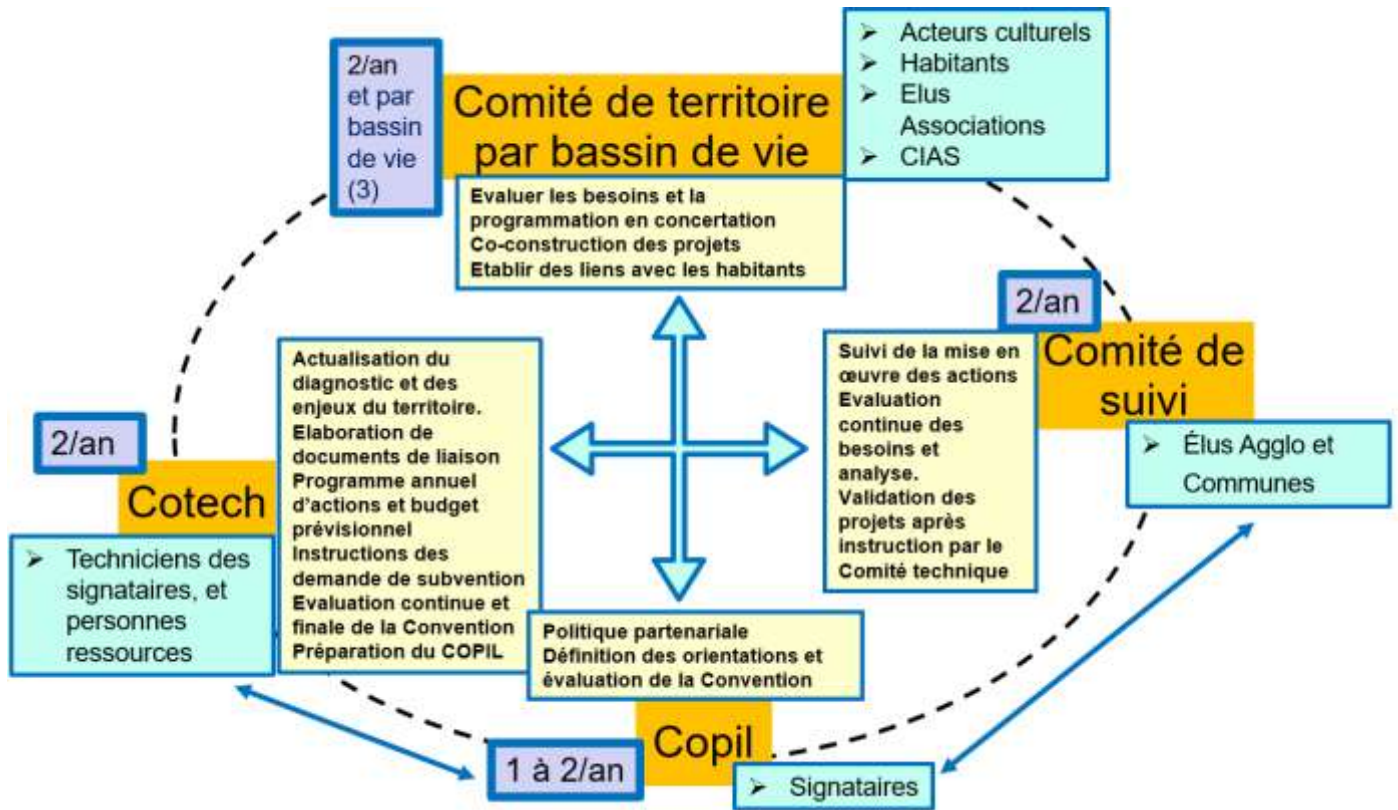 2/an
et par
bassin
de vie
(3)
Comité de territoire
par bassin de vie
➢ Acteurs culturels
➢ Habitants
➢ Elus
Associations
➢ CIAS
Evaluer les besoins et la
programmation en concertation
Co-construction des projets
Etablir des liens avec les habitants
2/an
Comité de
suivi
Suivi de la mise en
œuvre des actions
Evaluation
continue des
besoins et
analyse.
Validation des
projets après
instruction par le
Comité technique
➢ Élus Agglo et
Communes
2/an
Cotech
Actualisation du
diagnostic et des
enjeux du territoire.
Elaboration de
documents de liaison
Programme annuel
d'actions et budget
prévisionnel
Instructions des
demande de subvention
Evaluation continue et
finale de la Convention
Préparation du COPIL
➢ Techniciens des
signataires, et
personnes
ressources
Politique partenariale
Définition des orientations et
évaluation de la Convention
Copil
1 à 2/an
➢ Signataires